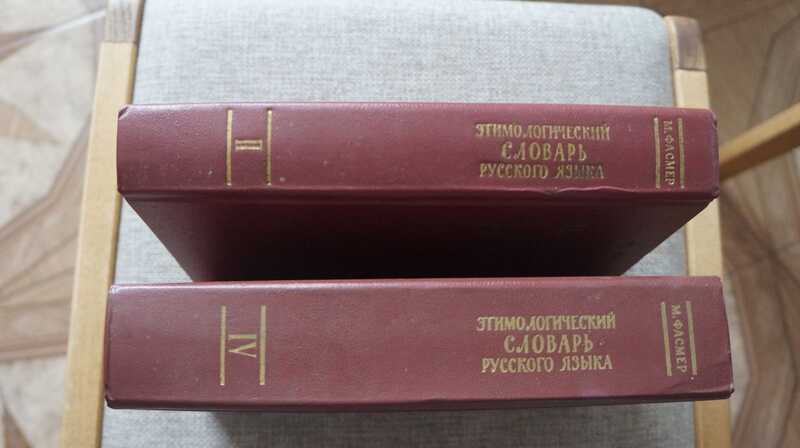 II
ЭТИМОЛОГИЧЕСКИЙ
СЛОВАРЬ
РУССКОГО ЯЗЫКА
М. ФАСМЕР
IV
ЭТИМОЛОГИЧЕСКИЙ
СЛОВАРЬ
РУССКОГО ЯЗЫКА
М. ФАСМЕР